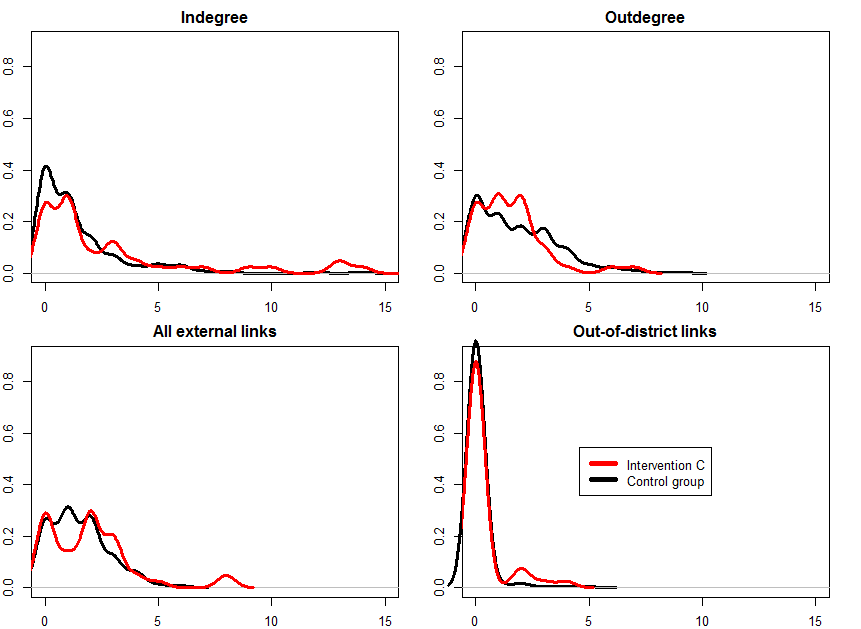 Indegree
0.0 0.2 0.4 0.6 0.8
0 5 10 15
Outdegree
0.0 0.2 0.4 0.6 0.8
0 5 10 15
All external links
0.0 0.2 0.4 0.6 0.8
0 5 10 15
Out-of-district links
0.0 0.2 0.4 0.6 0.8
Intervention C
Control group
0 5 10 15